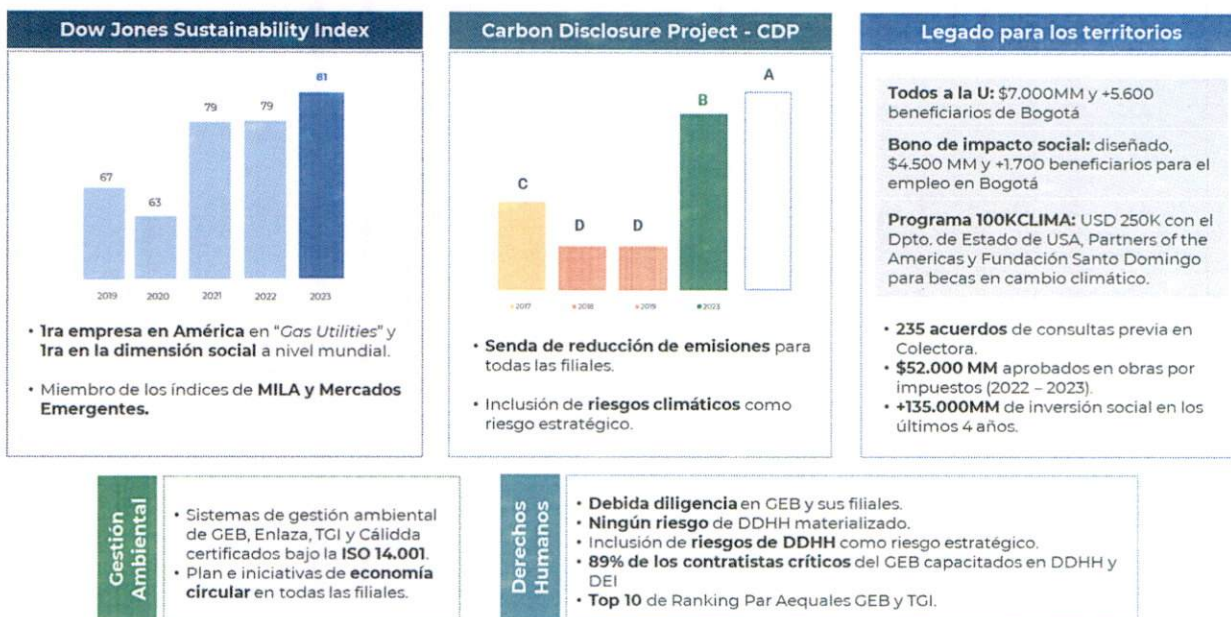 Dow Jones Sustainability Index
67
63
79
79
81
2019
2020
2021
2022
2023
• 1ra empresa en América en "Gas Utilities" y
1ra en la dimensión social a nivel mundial.
• Miembro de los índices de MILA y Mercados
Emergentes.
Carbon Disclosure Project - CDP
C
D
D
B
A
2017
2018
2019
2023
• Senda de reducción de emisiones para
todas las filiales.
• Inclusión de riesgos climáticos como
riesgo estratégico.
Legado para los territorios
Todos a la U: $7.000MM y +5.600
beneficiarios de Bogotá
Bono de impacto social: diseñado,
$4.500 MM y +1.700 beneficiarios para el
empleo en Bogotá
Programa 100KCLIMA: USD 250K con el
Dpto. de Estado de USA, Partners of the
Americas y Fundación Santo Domingo
para becas en cambio climático.
• 235 acuerdos de consultas previa en
Colectora.
• $52.000 MM aprobados en obras por
impuestos (2022 – 2023).
• +135.000MM de inversión social en los
últimos 4 años.
Gestión
Ambiental
• Sistemas de gestión ambiental
de GEB, Enlaza, TGI y Cálidda
certificados bajo la ISO 14.001.
• Plan e iniciativas de economía
circular en todas las filiales.
Derechos
Humanos
• Debida diligencia en GEB y sus filiales.
• Ningún riesgo de DDHH materializado.
• Inclusión de riesgos de DDHH como riesgo estratégico.
• 89% de los contratistas críticos del GEB capacitados en DDHH y
DEI
• Top 10 de Ranking Par Aequales GEB y TGI.